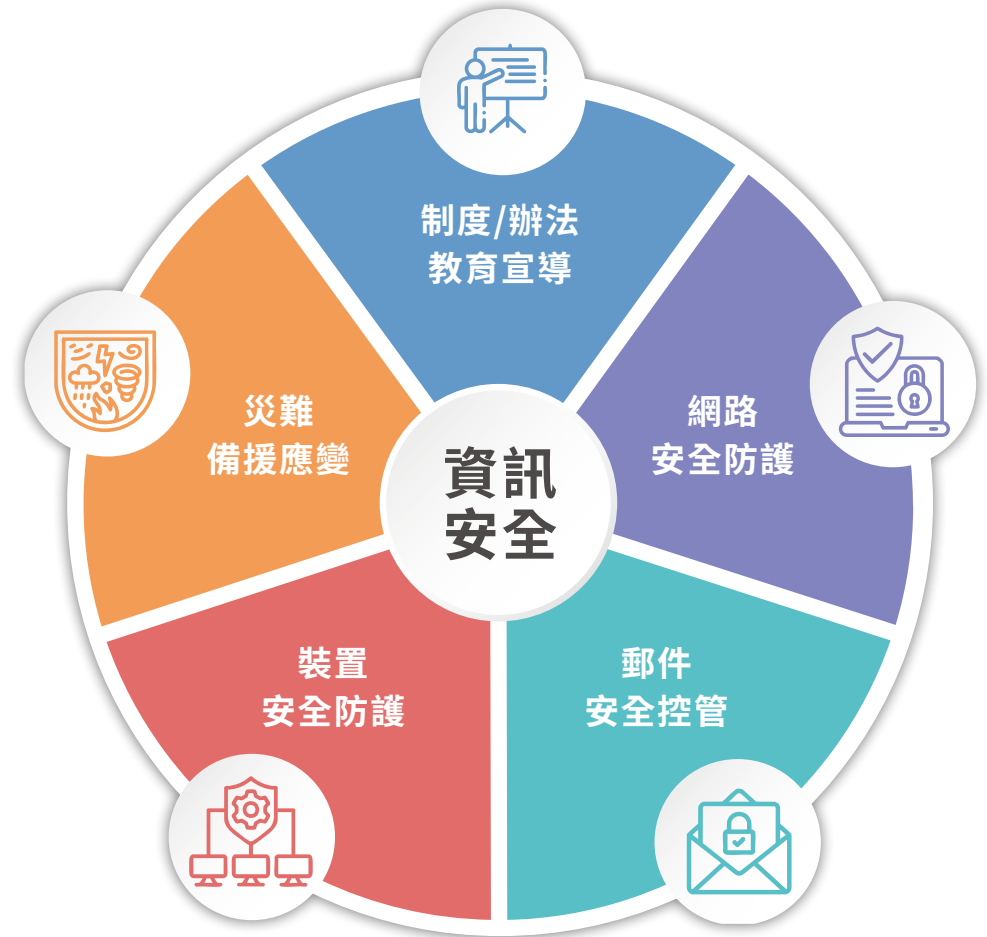 制度/辦法
教育宣導
網路
安全防護
郵件
安全控管
裝置
安全防護
災難
備援應變
資訊
安全